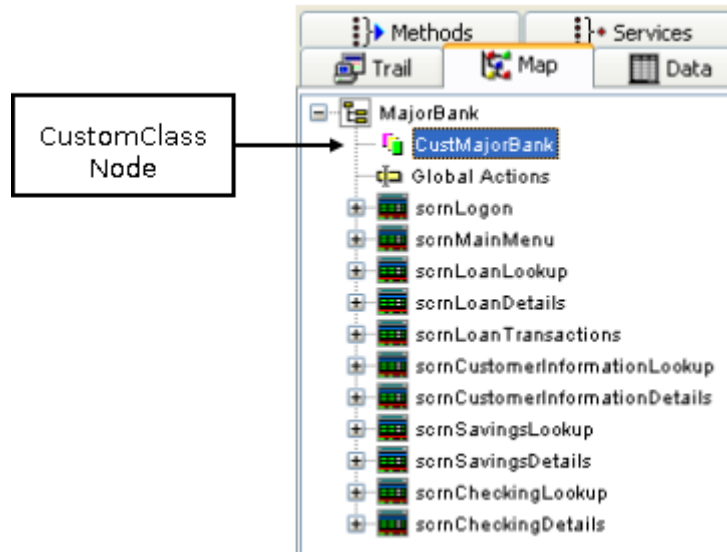 Methods
Services
Trail
Map
Data
CustomClass
Node
MajorBank
CustMajorBank
Global Actions
scrnLogon
scrnMainMenu
scrnLoanLookup
scrnLoanDetails
scrnLoanTransactions
scrnCustomerInformationLookup
scrnCustomerInformationDetails
scrnSavingsLookup
scrnSavingsDetails
scrnCheckingLookup
scrnCheckingDetails